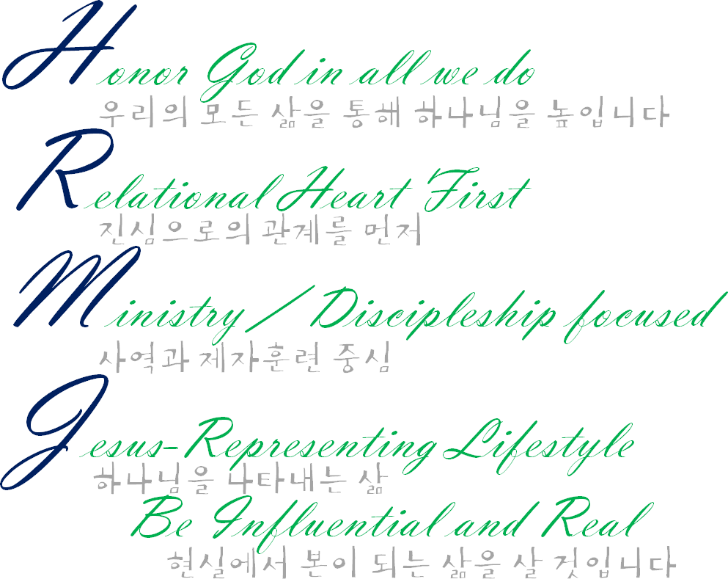 Honor God in all we do
우리의 모든 삶을 통해 하나님을 높입니다
Relational Heart First
진심으로의 관계를 먼저
Ministry / Discipleship focused
사역과 제자훈련 중심
Jesus-Representing Lifestyle
하나님을 나타내는 삶
Be Influential and Real
현실에서 본이 되는 삶을 살 것입니다